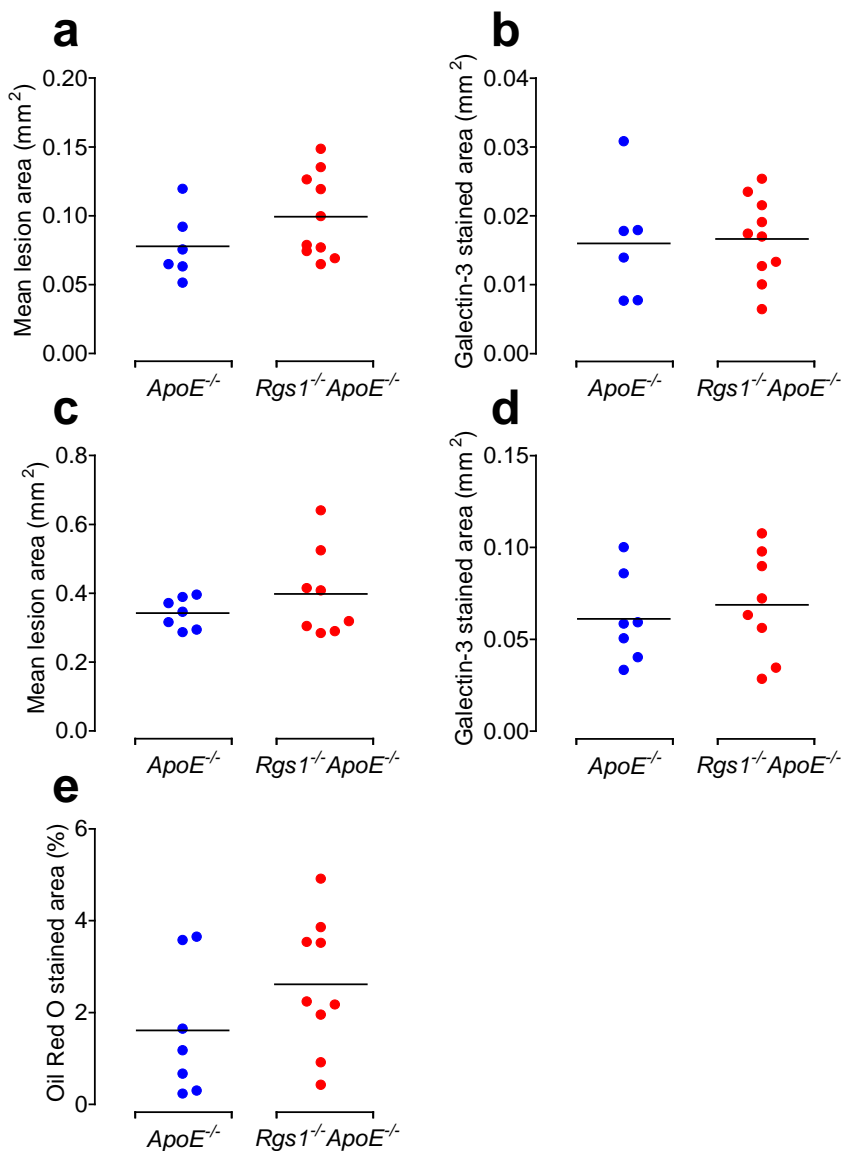 a
Mean lesion area (mm²)
0.20
0.15
0.10
0.05
0.00
ApoE⁻/⁻
Rgs1⁻/⁻ApoE⁻/⁻
b
Galectin-3 stained area (mm²)
0.04
0.03
0.02
0.01
0.00
ApoE⁻/⁻
Rgs1⁻/⁻ApoE⁻/⁻
c
Mean lesion area (mm²)
0.8
0.6
0.4
0.2
0.0
ApoE⁻/⁻
Rgs1⁻/⁻ApoE⁻/⁻
d
Galectin-3 stained area (mm²)
0.15
0.10
0.05
0.00
ApoE⁻/⁻
Rgs1⁻/⁻ApoE⁻/⁻
e
Oil Red O stained area (%)
6
4
2
0
ApoE⁻/⁻
Rgs1⁻/⁻ApoE⁻/⁻